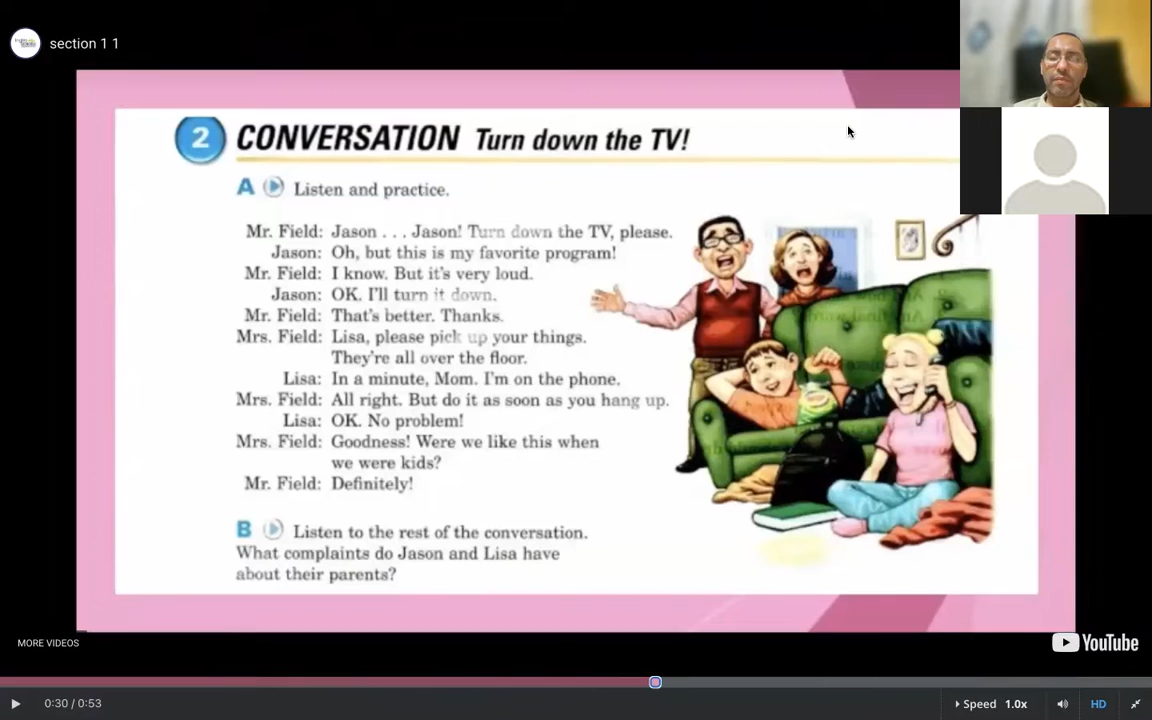 section 1 1
2 CONVERSATION Turn down the TV!
A Listen and practice.
Mr. Field: Jason . . . Jason! Turn down the TV, please.
Jason: Oh, but this is my favorite program!
Mr. Field: I know. But it's very loud.
Jason: OK. I'll turn it down.
Mr. Field: That's better. Thanks.
Mrs. Field: Lisa, please pick up your things.
They're all over the floor.
Lisa: In a minute, Mom. I'm on the phone.
Mrs. Field: All right. But do it as soon as you hang up.
Lisa: OK. No problem!
Mrs. Field: Goodness! Were we like this when
we were kids?
Mr. Field: Definitely!
B Listen to the rest of the conversation.
What complaints do Jason and Lisa have
about their parents?
MORE VIDEOS
YouTube
0:30 / 0:53
Speed 1.0x
HD